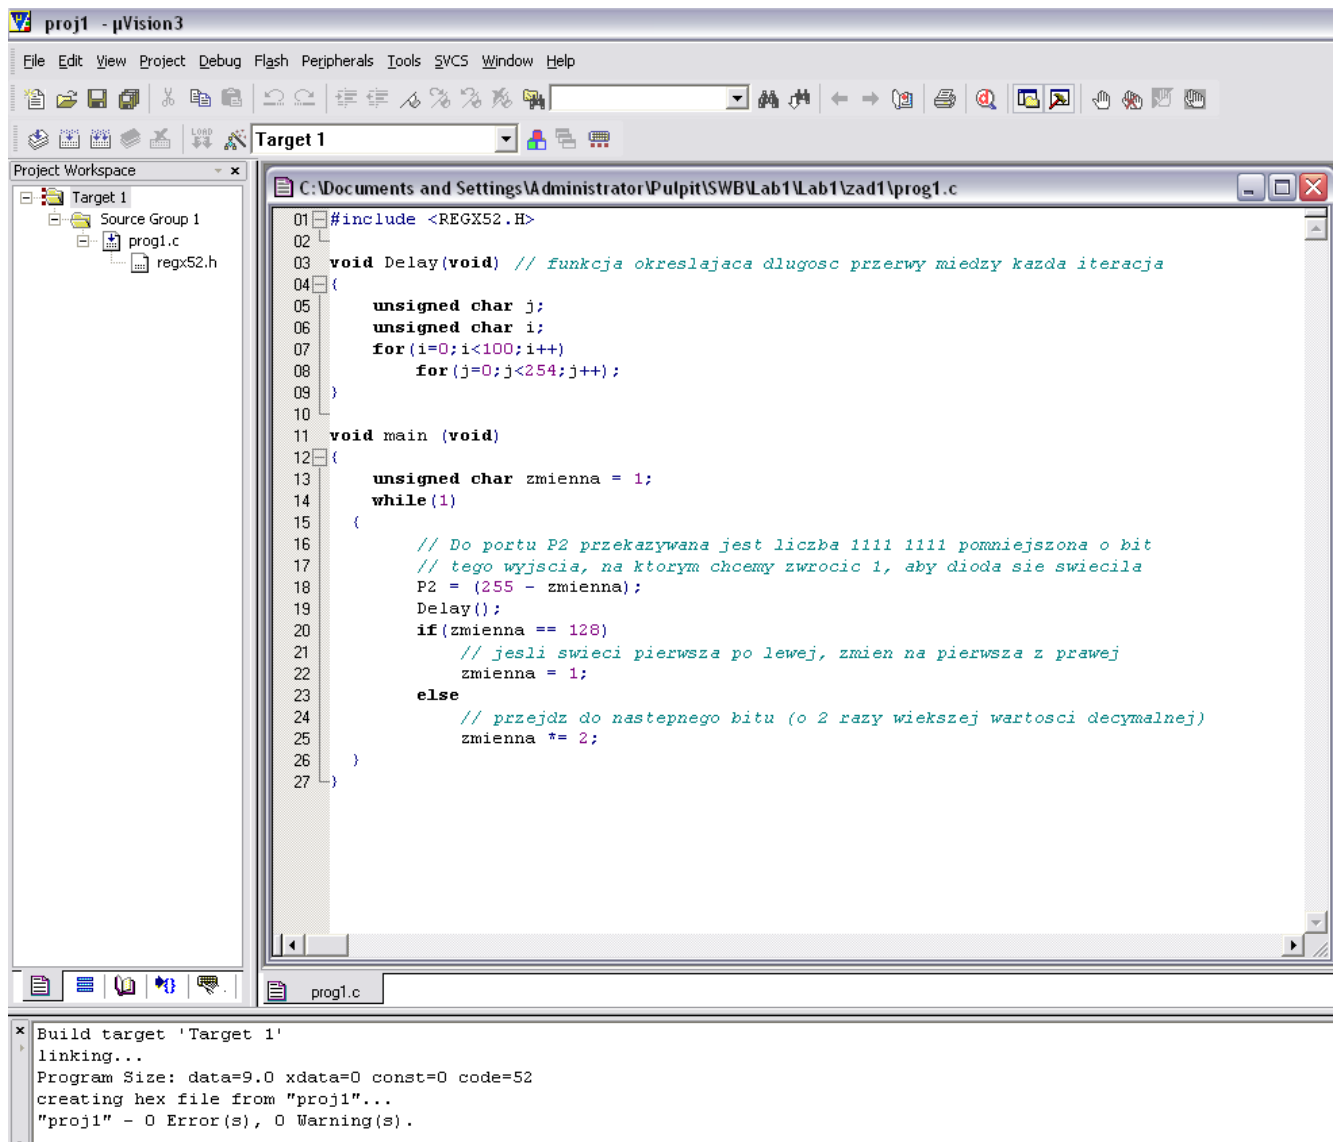 proj1 - µVision3
File Edit View Project Debug Flash Peripherals Tools SVCS Window Help
LOAD
Target 1
Project Workspace
Target 1
Source Group 1
prog1.c
regx52.h
C:\Documents and Settings\Administrator\Pulpit\SWB\Lab1\Lab1\zad1\prog1.c
01 #include <REGX52.H>
02
03 void Delay(void) // funkcja okreslajaca dlugosc przerwy miedzy kazda iteracja
04 {
05     unsigned char j;
06     unsigned char i;
07     for(i=0;i<100;i++)
08         for(j=0;j<254;j++);
09 }
10
11 void main (void)
12 {
13     unsigned char zmienna = 1;
14     while(1)
15   {
16         // Do portu P2 przekazywana jest liczba 1111 1111 pomniejszona o bit
17         // tego wyjscia, na ktorym chcemy zwrocic 1, aby dioda sie swiecila
18         P2 = (255 - zmienna);
19         Delay();
20         if(zmienna == 128)
21             // jesli swieci pierwsza po lewej, zmien na pierwsza z prawej
22             zmienna = 1;
23         else
24             // przejdz do nastepnego bitu (o 2 razy wiekszej wartosci decymalnej)
25             zmienna *= 2;
26   }
27 }
prog1.c
Build target 'Target 1'
linking...
Program Size: data=9.0 xdata=0 const=0 code=52
creating hex file from "proj1"...
"proj1" - 0 Error(s), 0 Warning(s).